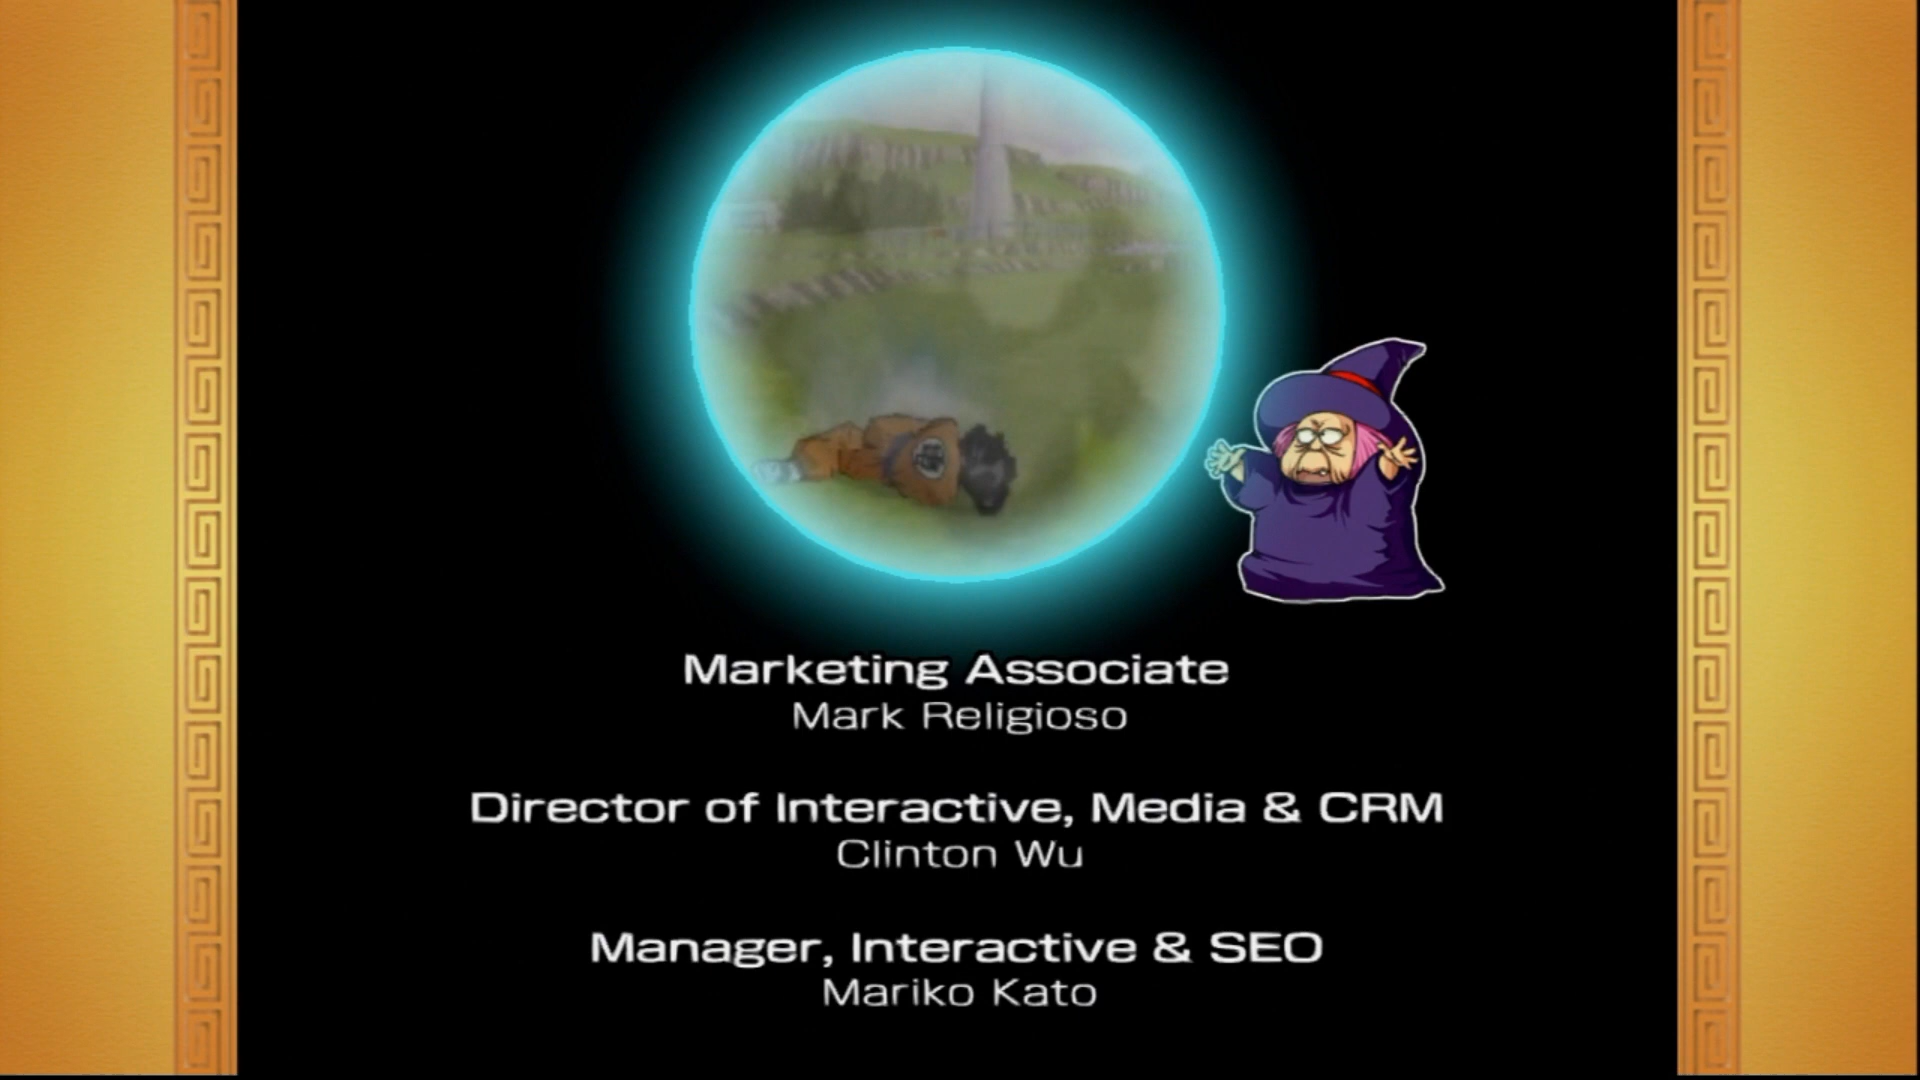 Marketing Associate
Mark Religioso
Director of Interactive, Media & CRM
Clinton Wu
Manager, Interactive & SEO
Mariko Kato